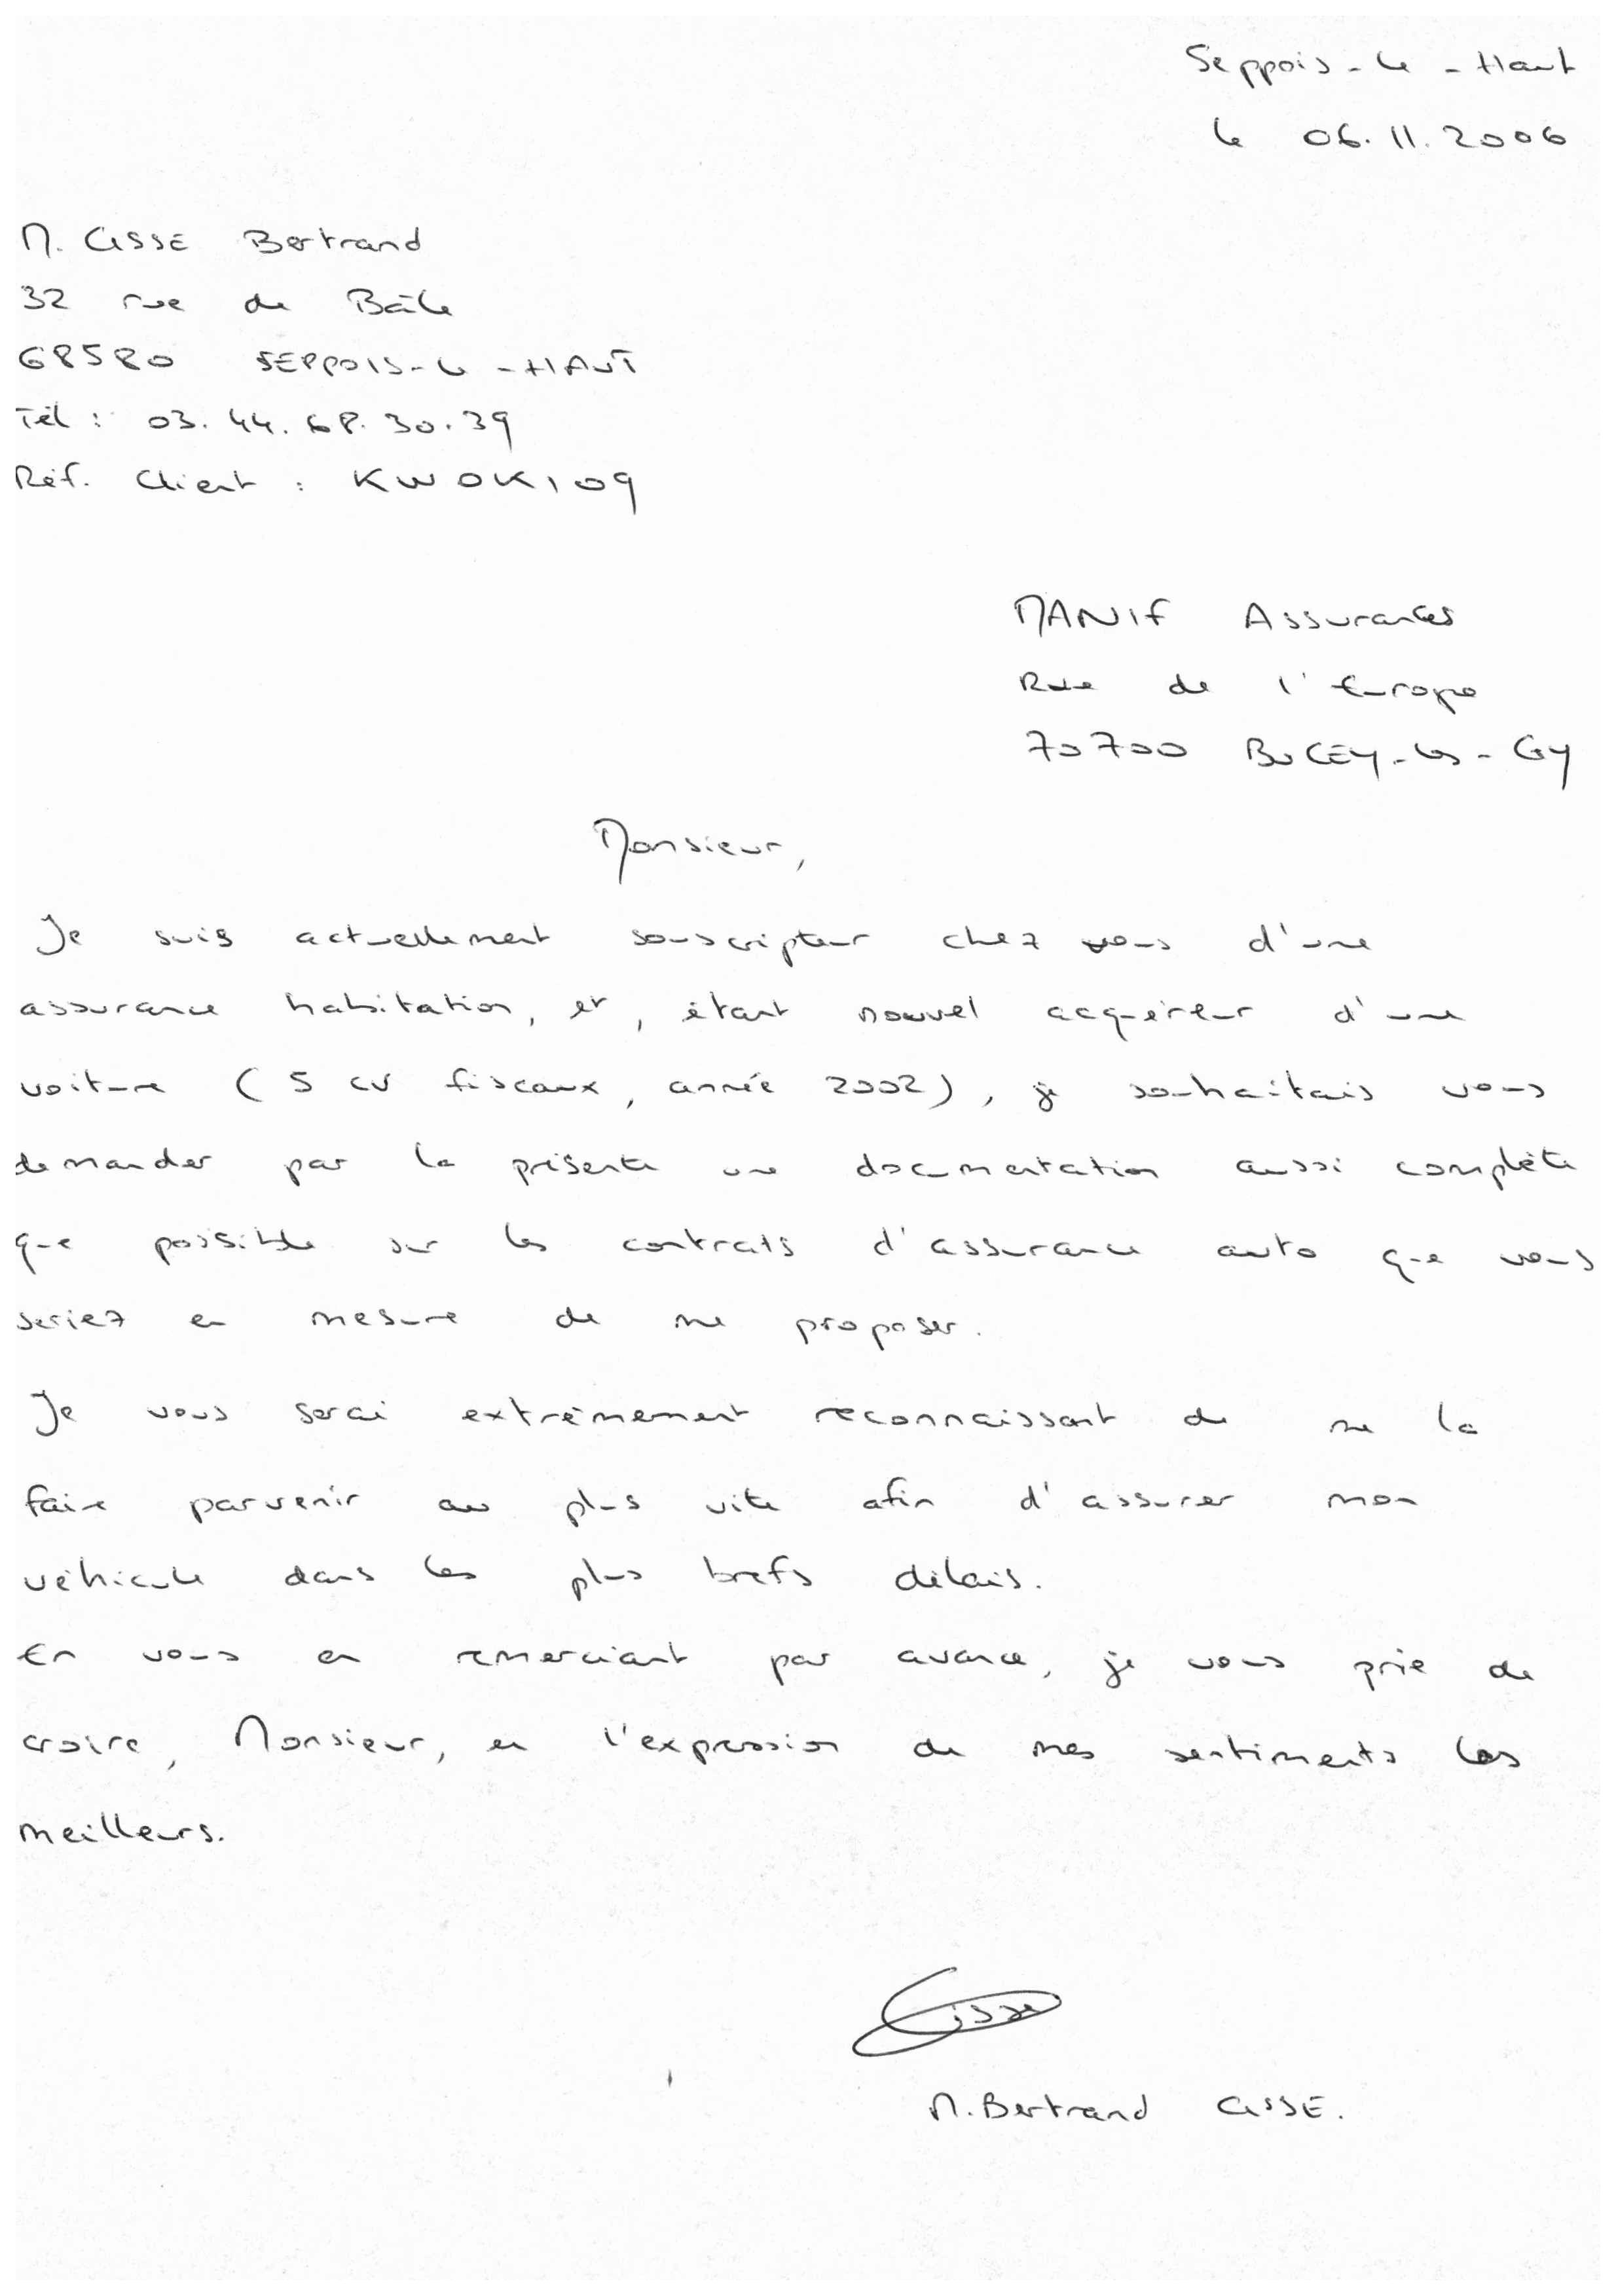 Seppois-le-Haut
le 06.11.2006
M. CISSE Bertrand
32 rue de Bâle
68580 SEPPOIS-le-HAUT
Tél : 03.44.68.30.39
Réf. Client : KWOK109
MANIF Assurances
Rue de l'Europe
70700 BUCEY-les-GY
Monsieur,
Je suis actuellement souscripteur chez vous d'une
assurance habitation, et, étant nouvel acquéreur d'une
voiture (5 CV fiscaux, année 2002), je souhaitais vous
demander par la présente une documentation aussi complète
que possible sur les contrats d'assurance auto que vous
seriez en mesure de me proposer.
Je vous serai extrêmement reconnaissant de me la
faire parvenir au plus vite afin d'assurer mon
véhicule dans les plus brefs délais.
En vous en remerciant par avance, je vous prie de
croire, Monsieur, en l'expression de mes sentiments les
meilleurs.
Cisse
M. Bertrand CISSE.